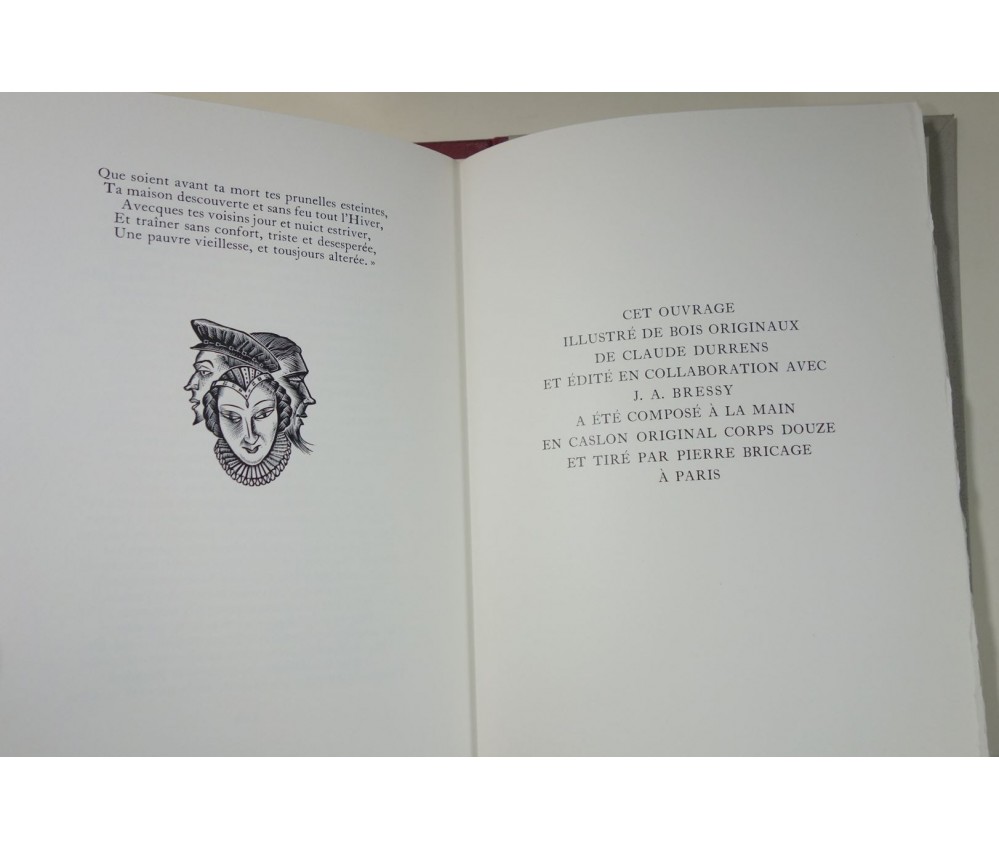 Que soient avant ta mort tes prunelles esteintes,
Ta maison descouverte et sans feu tout l'Hiver,
Avecques tes voisins jour et nuict estriver,
Et traîner sans confort, triste et desesperée,
Une pauvre vieillesse, et tousjours alterée. »
CET OUVRAGE
ILLUSTRÉ DE BOIS ORIGINAUX
DE CLAUDE DURRENS
ET ÉDITÉ EN COLLABORATION AVEC
J. A. BRESSY
A ÉTÉ COMPOSÉ À LA MAIN
EN CASLON ORIGINAL CORPS DOUZE
ET TIRÉ PAR PIERRE BRICAGE
À PARIS